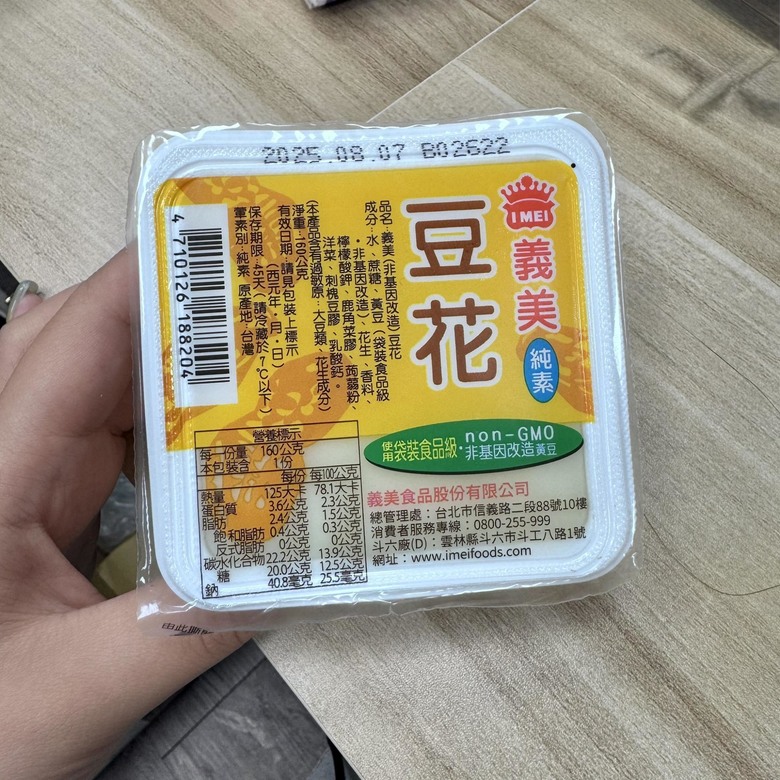 2025.08.07 B02622
I MEI
義美
豆花
純素
品名:義美(非基因改造)豆花
成分:水、蔗糖、黃豆(袋裝食品級
・非基因改造)、花生、香料、
檸檬酸鉀、鹿角菜膠、蒟蒻粉、
洋菜、刺槐豆膠、乳酸鈣。
(本產品含有過敏原:大豆類、花生成分)
淨重:160公克
有效日期:請見包裝上標示
(西元年・月・日)
保存期限:45天(請冷藏於7℃以下)
葷素別:純素 原產地:台灣
4 710126 188204
使用袋裝食品級・non-GMO
非基因改造黃豆
營養標示
每一份量 160公克
本包裝含 1份
每份 每100公克
熱量 125大卡 78.1大卡
蛋白質 3.6公克 2.3公克
脂肪 2.4公克 1.5公克
飽和脂肪 0.4公克 0.3公克
反式脂肪 0公克 0公克
碳水化合物 22.2公克 13.9公克
糖 20.0公克 12.5公克
鈉 40.8毫克 25.5毫克
義美食品股份有限公司
總管理處:台北市信義路二段88號10樓
消費者服務專線:0800-255-999
斗六廠(D):雲林縣斗六市斗工八路1號
網址:www.imeifoods.com
由此撕